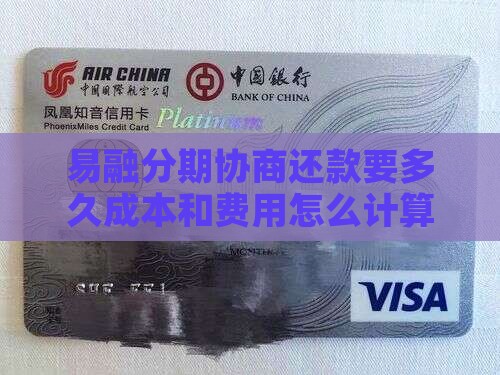 AIR CHINA
中国国际航空公司
中国银行
BANK OF CHINA
凤凰知音信用卡
PhoenixMiles Credit Card
Platinum
易融分期协商还款要多
久成本和费用怎么计算
VISA